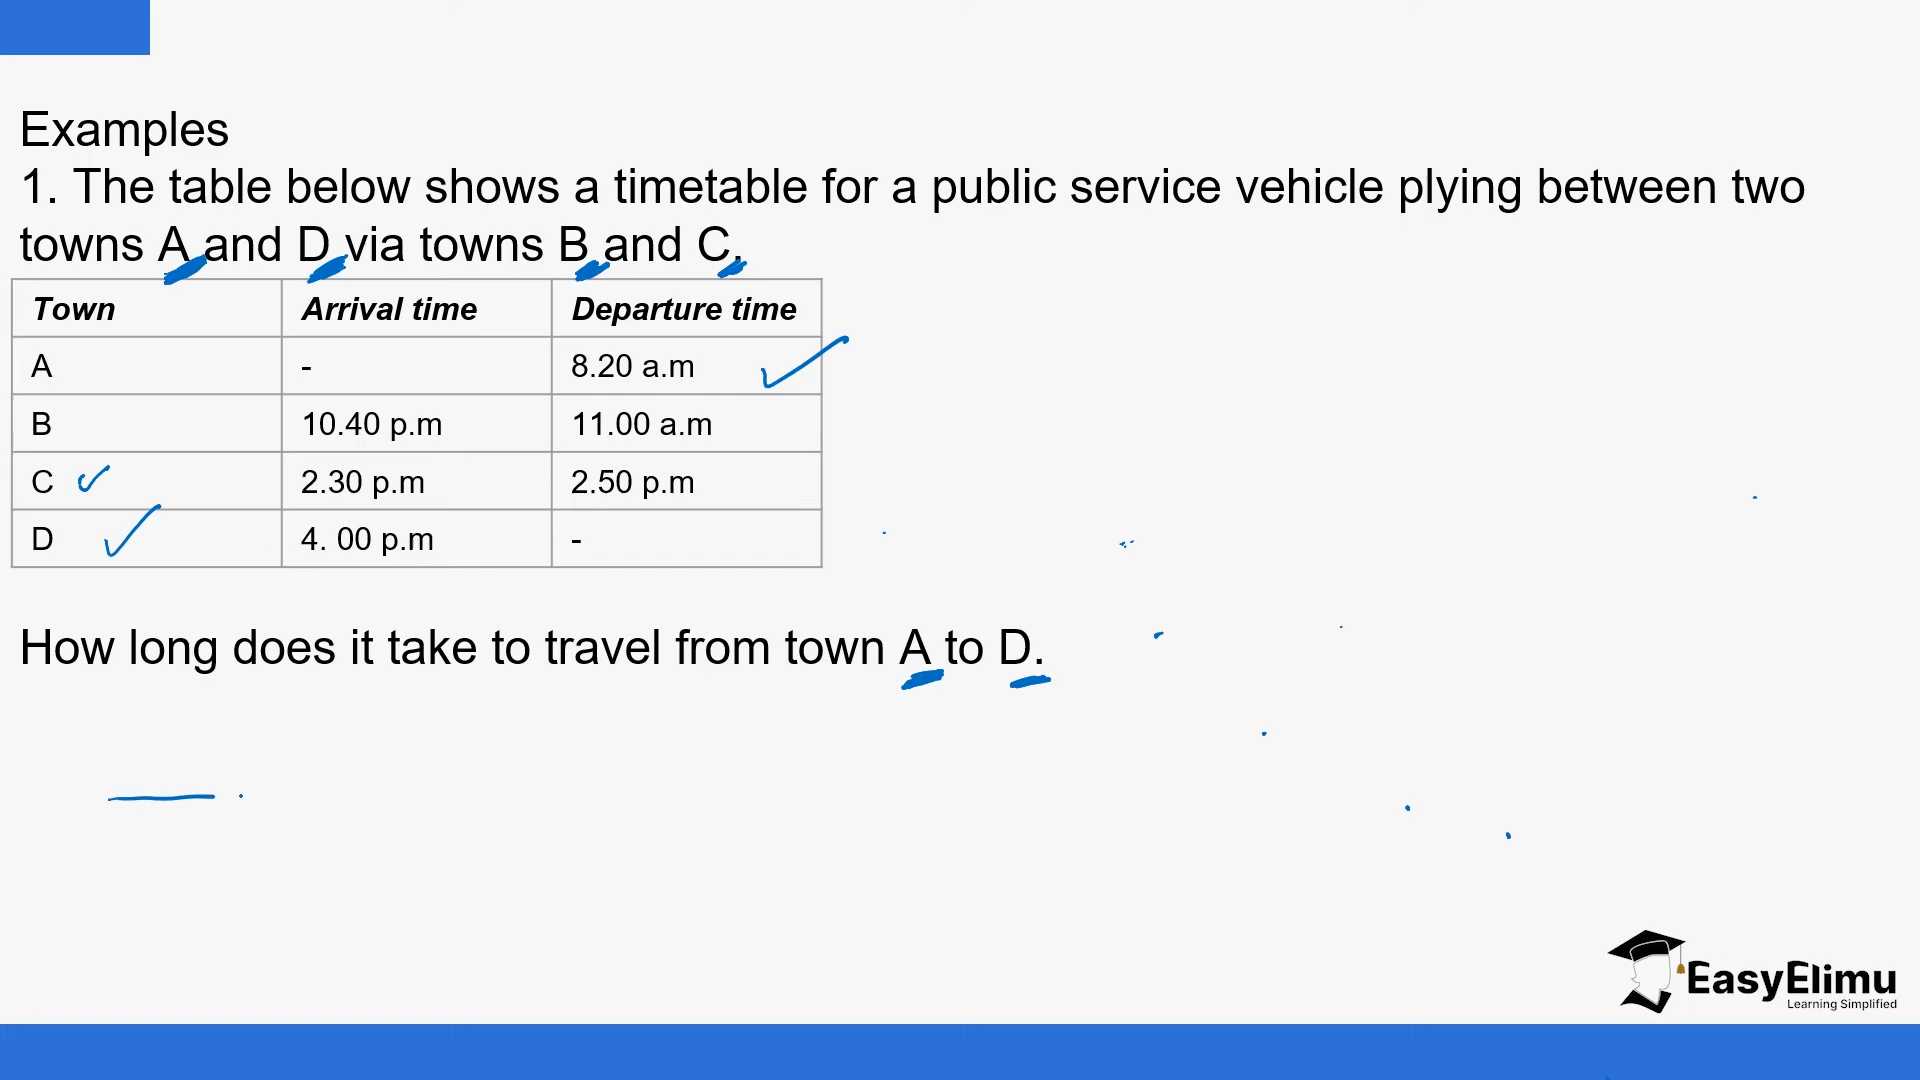 Examples
1. The table below shows a timetable for a public service vehicle plying between two
towns A and D via towns B and C.
Town Arrival time Departure time
A - 8.20 a.m
B 10.40 p.m 11.00 a.m
C 2.30 p.m 2.50 p.m
D 4. 00 p.m -
How long does it take to travel from town A to D.
EasyElimu
Learning Simplified